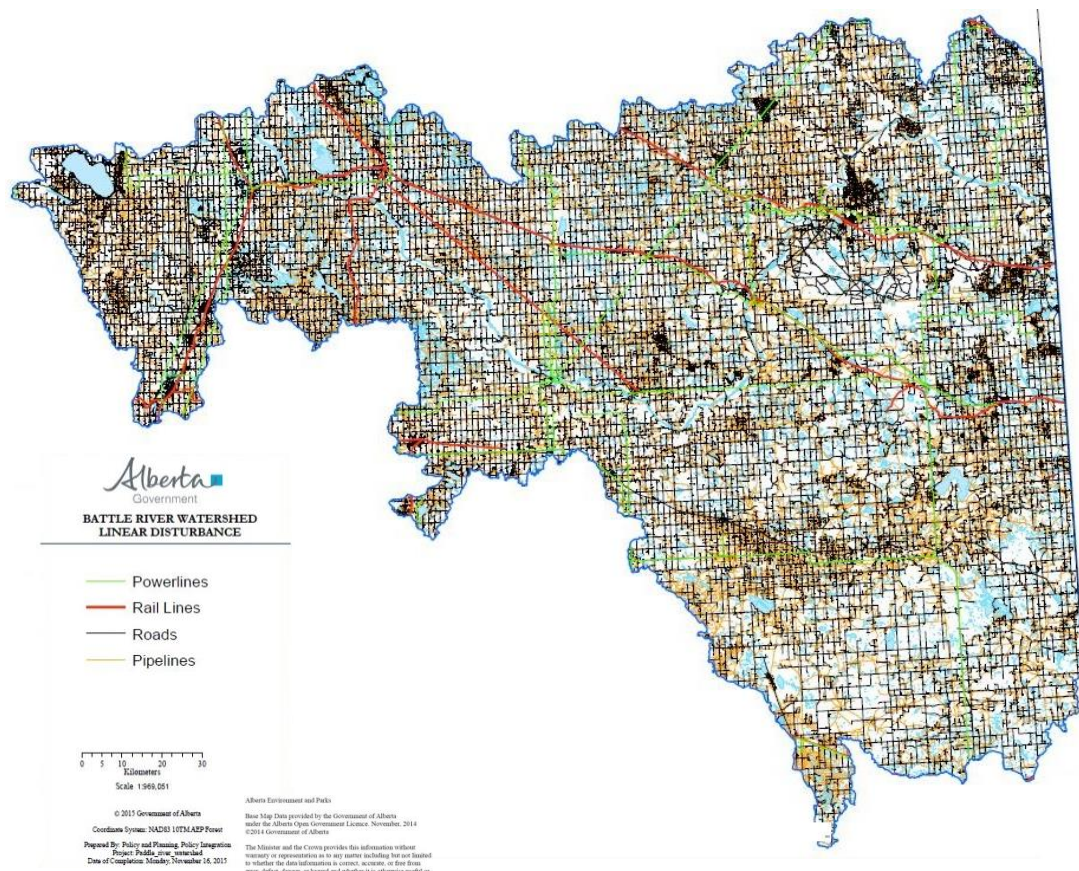 Alberta
Government
BATTLE RIVER WATERSHED
LINEAR DISTURBANCE
Powerlines
Rail Lines
Roads
Pipelines
0 5 10 20 30
Kilometers
Scale 1:969,051
© 2015 Government of Alberta
Coordinate System: NAD83 10TM AEP Forest
Prepared By: Policy and Planning, Policy Integration
Project: Paddle_river_watershed
Date of Completion: Monday, November 16, 2015
Alberta Environment and Parks
Base Map Data provided by the Government of Alberta
under the Alberta Open Government Licence. November, 2014
©2014 Government of Alberta
The Minister and the Crown provides this information without
warranty or representation as to any matter including but not limited
to whether the data/information is correct, accurate, or free from